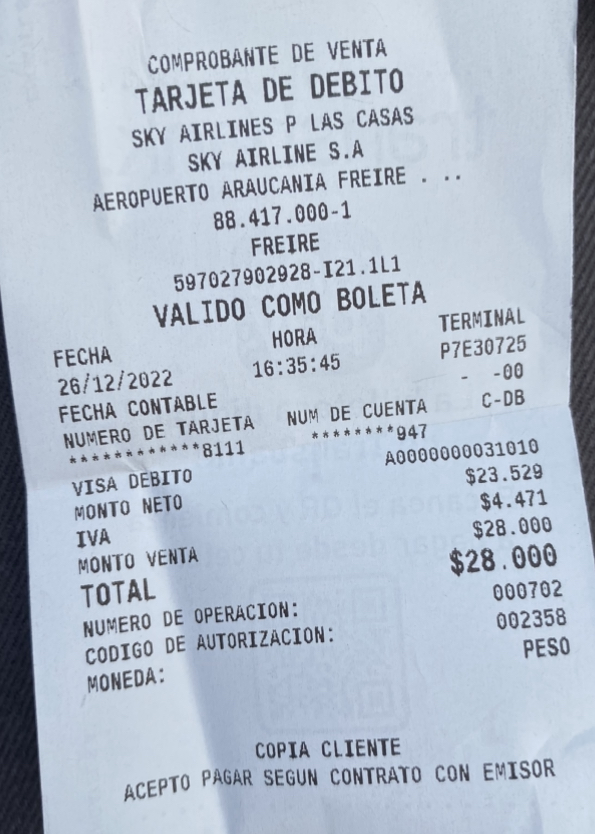 COMPROBANTE DE VENTA
TARJETA DE DEBITO
SKY AIRLINES P LAS CASAS
SKY AIRLINE S.A
AEROPUERTO ARAUCANIA FREIRE . ..
88.417.000-1
FREIRE
597027902928-I21.1L1
VALIDO COMO BOLETA
FECHA HORA TERMINAL
26/12/2022 16:35:45 P7E30725
FECHA CONTABLE - -00
NUMERO DE TARJETA NUM DE CUENTA C-DB
************8111 ********947
VISA DEBITO A0000000031010
MONTO NETO $23.529
IVA $4.471
MONTO VENTA $28.000
TOTAL $28.000
NUMERO DE OPERACION: 000702
CODIGO DE AUTORIZACION: 002358
MONEDA: PESO
COPIA CLIENTE
ACEPTO PAGAR SEGUN CONTRATO CON EMISOR